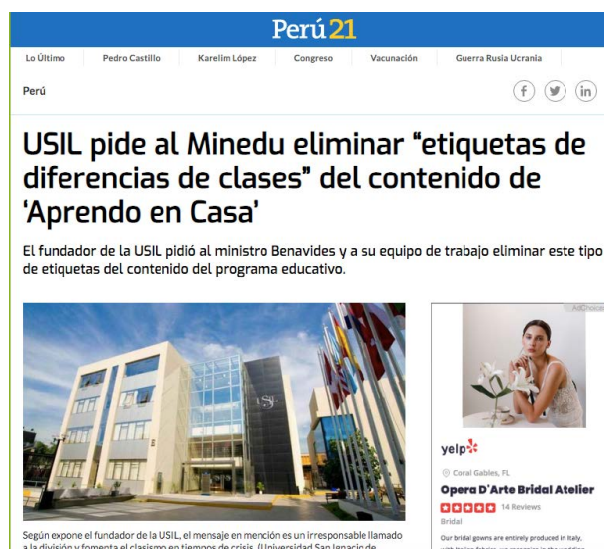 Perú21
Lo Último Pedro Castillo Karelim López Congreso Vacunación Guerra Rusia Ucrania
Perú
f in
USIL pide al Minedu eliminar “etiquetas de
diferencias de clases” del contenido de
‘Aprendo en Casa’
El fundador de la USIL pidió al ministro Benavides y a su equipo de trabajo eliminar este tipo
de etiquetas del contenido del programa educativo.
AdChoices
USIL
yelp
Coral Gables, FL
Opera D'Arte Bridal Atelier
14 Reviews
Bridal
Our bridal gowns are entirely produced in Italy,
Según expone el fundador de la USIL, el mensaje en mención es un irresponsable llamado
a la división y fomenta el clasismo en tiempos de crisis. (Universidad San Ignacio de